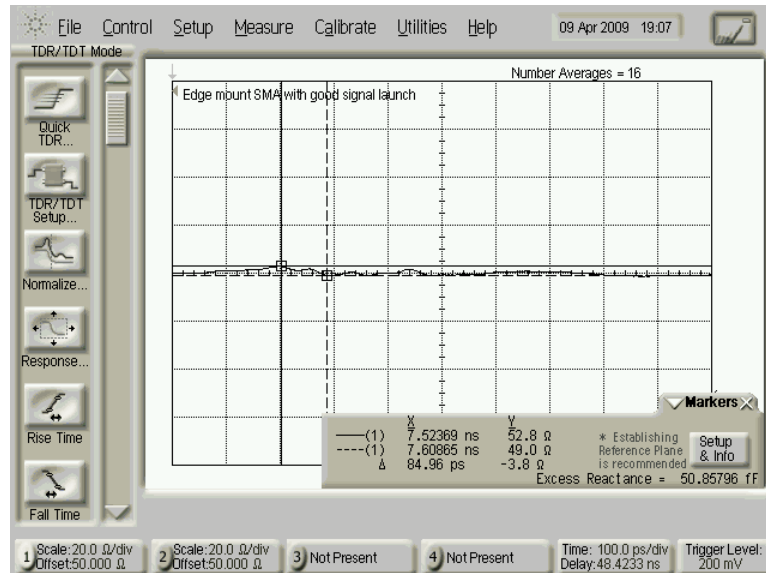 File Control Setup Measure Calibrate Utilities Help 09 Apr 2009 19:07
TDR/TDT Mode
Number Averages = 16
Edge mount SMA with good signal launch
Quick
TDR...
TDR/TDT
Setup...
Normalize...
Response...
Rise Time
Fall Time
Markers
X Y
(1) 7.52369 ns 52.8 Ω
(1) 7.60865 ns 49.0 Ω
Δ 84.96 ps -3.8 Ω
* Establishing
Reference Plane
is recommended
Setup
& Info
Excess Reactance = 50.85796 fF
1 Scale:20.0 Ω/div
Offset:50.000 Ω
2 Scale:20.0 Ω/div
Offset:50.000 Ω
3 Not Present
4 Not Present
Time: 100.0 ps/div
Delay:48.4233 ns
Trigger Level:
200 mV